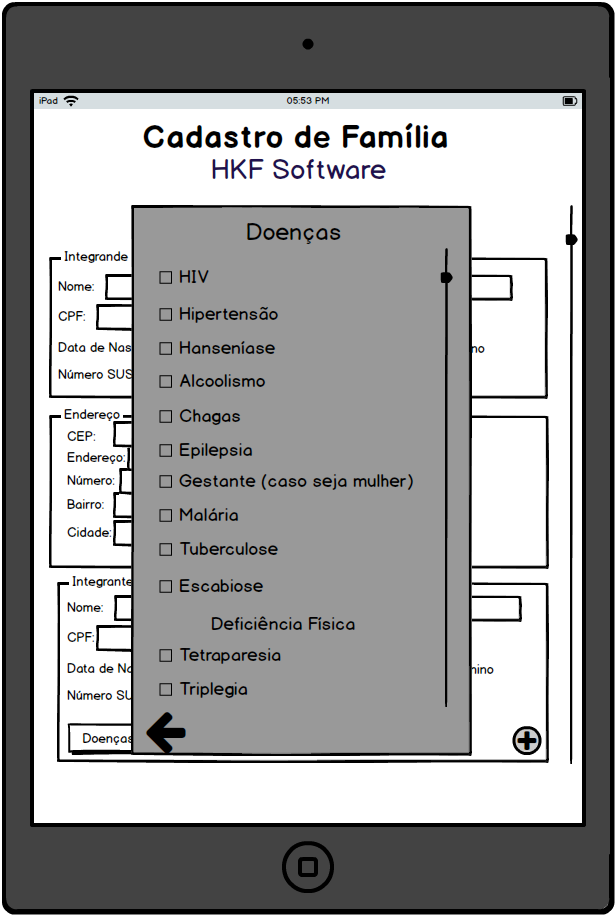 iPad 05:53 PM
Cadastro de Família
HKF Software
Doenças
Integrande
Nome:
CPF:
Data de Nas
no
Número SUS
Endereço
CEP:
Endereço:
Número:
Bairro:
Cidade:
Integrante
Nome:
CPF:
Data de Na
nino
Número SU
Doenças
HIV
Hipertensão
Hanseníase
Alcoolismo
Chagas
Epilepsia
Gestante (caso seja mulher)
Malária
Tuberculose
Escabiose
Deficiência Física
Tetraparesia
Triplegia